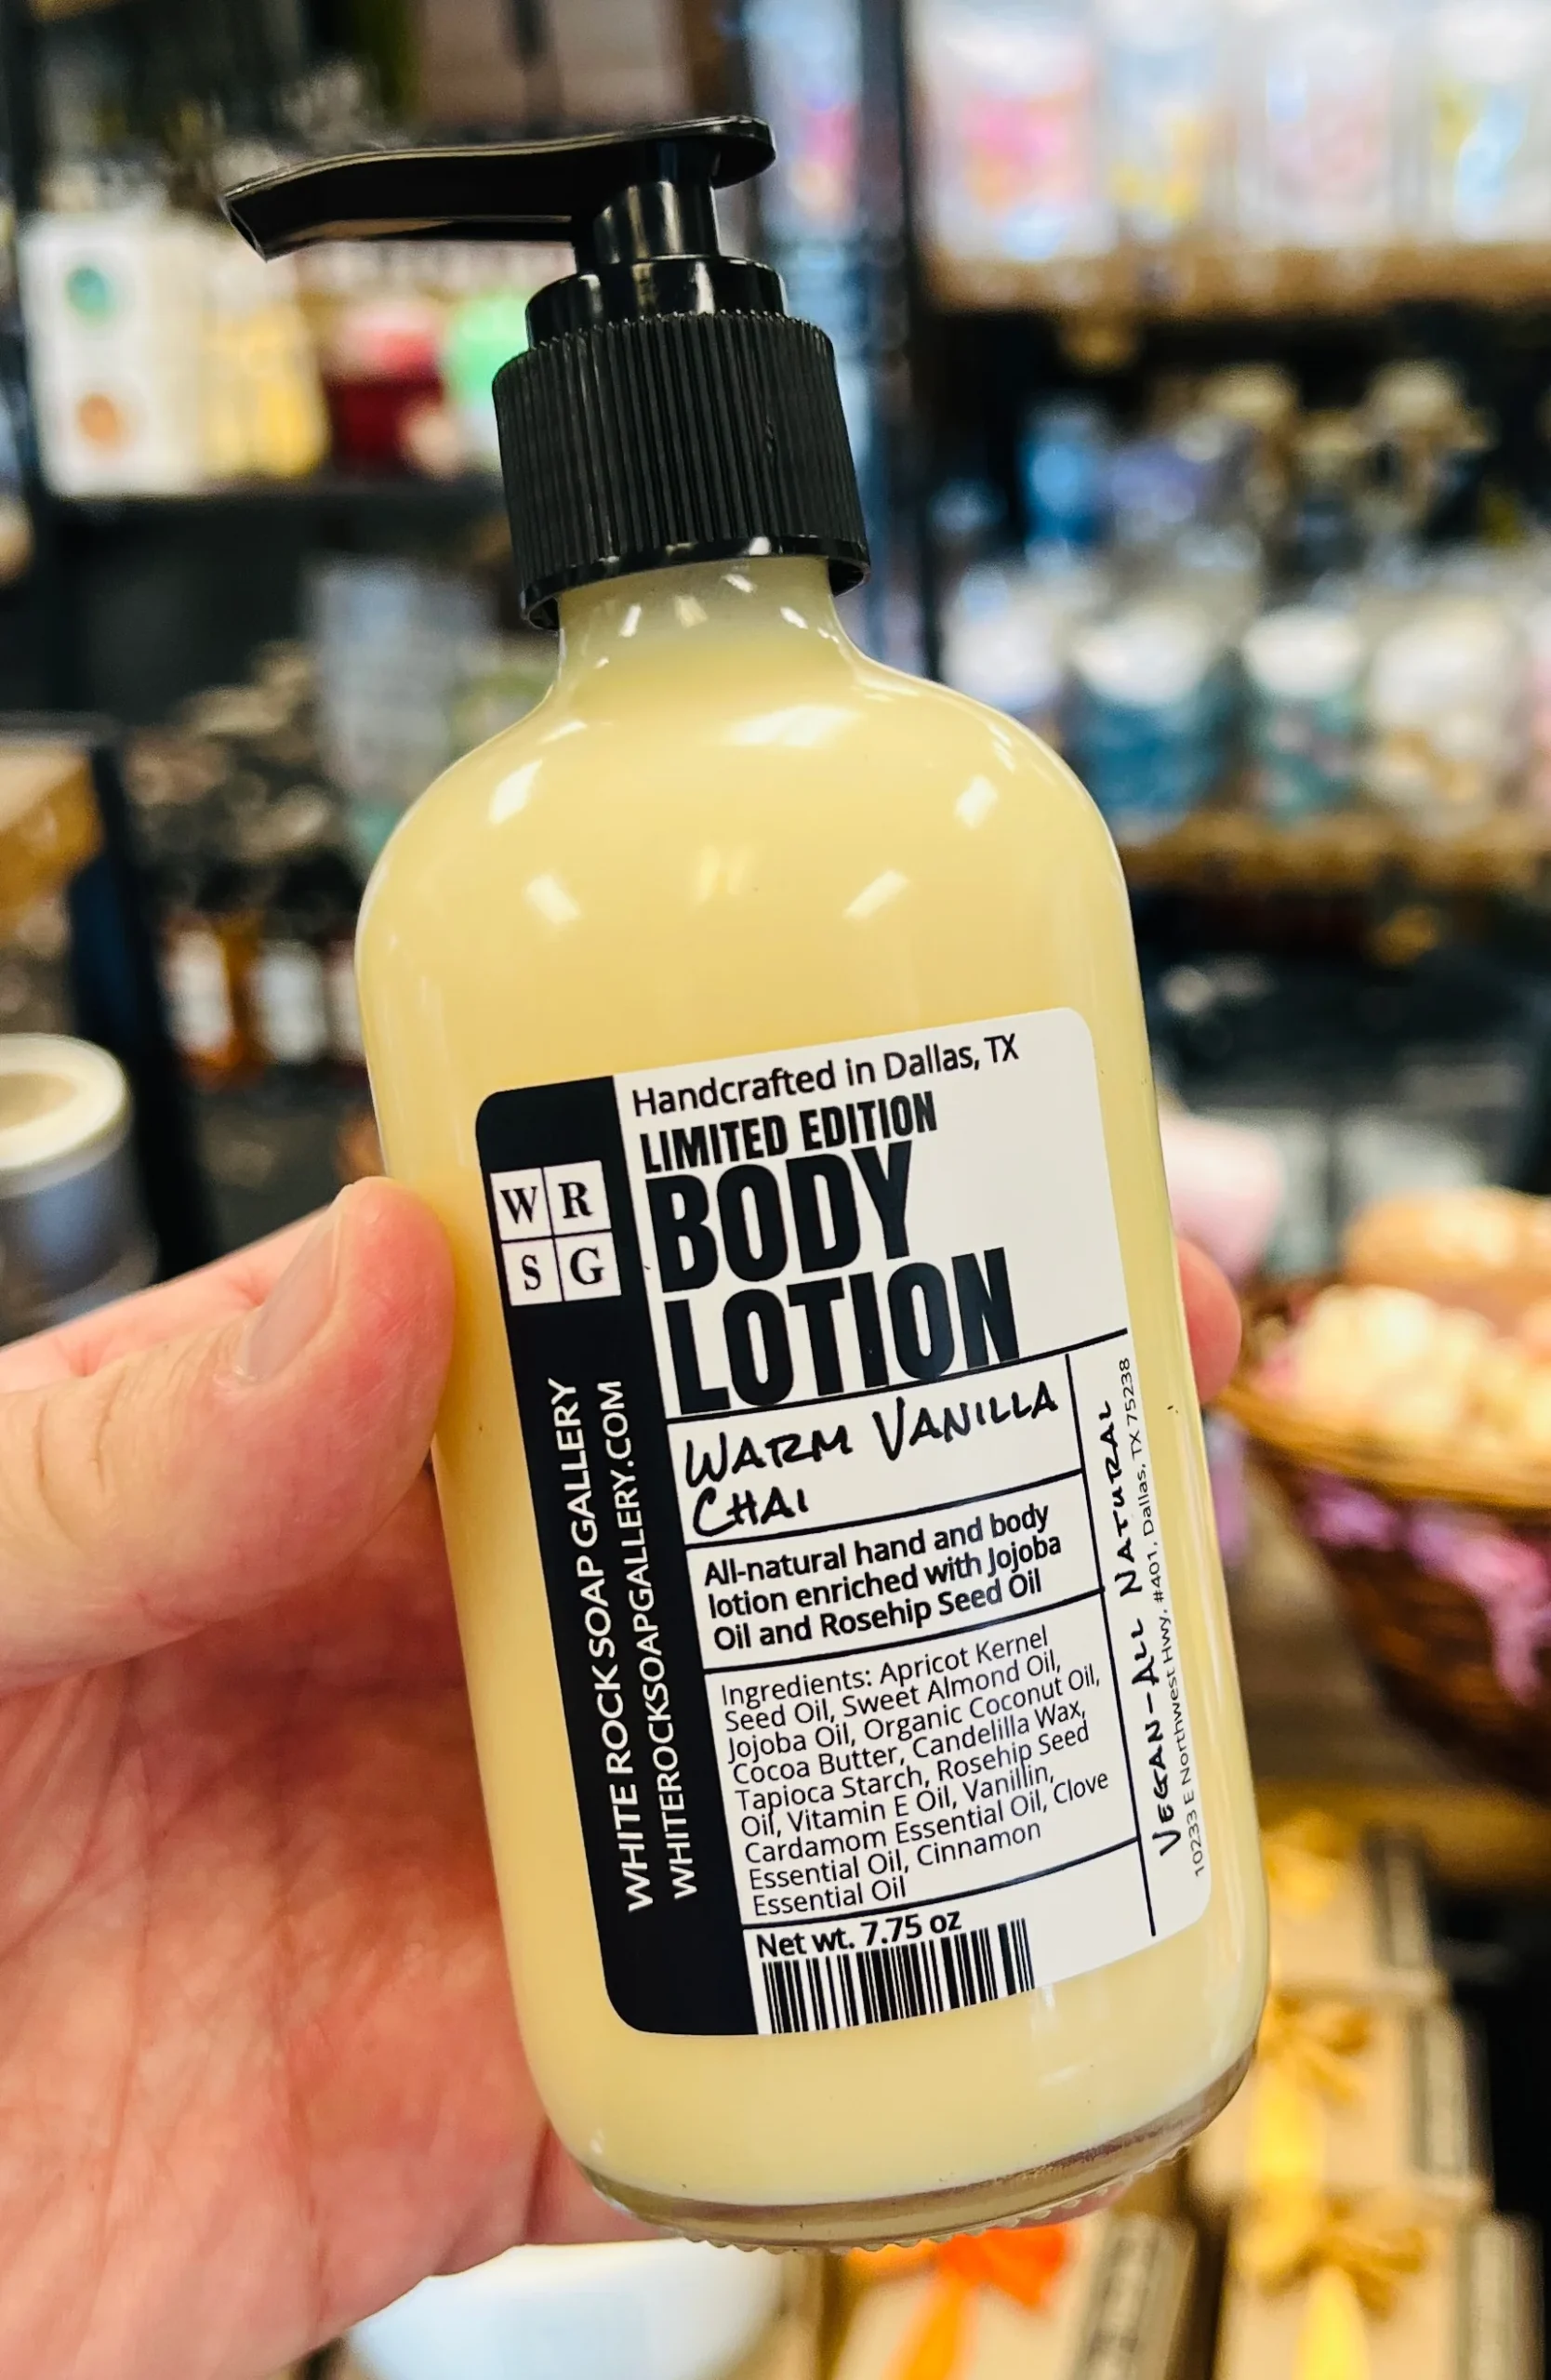 Handcrafted in Dallas, TX
LIMITED EDITION
BODY
LOTION
WARM VANILLA
CHAI
All-natural hand and body
lotion enriched with Jojoba
Oil and Rosehip Seed Oil
Ingredients: Apricot Kernel
Seed Oil, Sweet Almond Oil,
Jojoba Oil, Organic Coconut Oil,
Cocoa Butter, Candelilla Wax,
Tapioca Starch, Rosehip Seed
Oil, Vitamin E Oil, Vanillin,
Cardamom Essential Oil, Clove
Essential Oil, Cinnamon
Essential Oil
Net wt. 7.75 oz
W R
S G
WHITE ROCK SOAP GALLERY
WHITEROCKSOAPGALLERY.COM
VEGAN-ALL NATURAL
10233 E Northwest Hwy, #401, Dallas, TX 75238